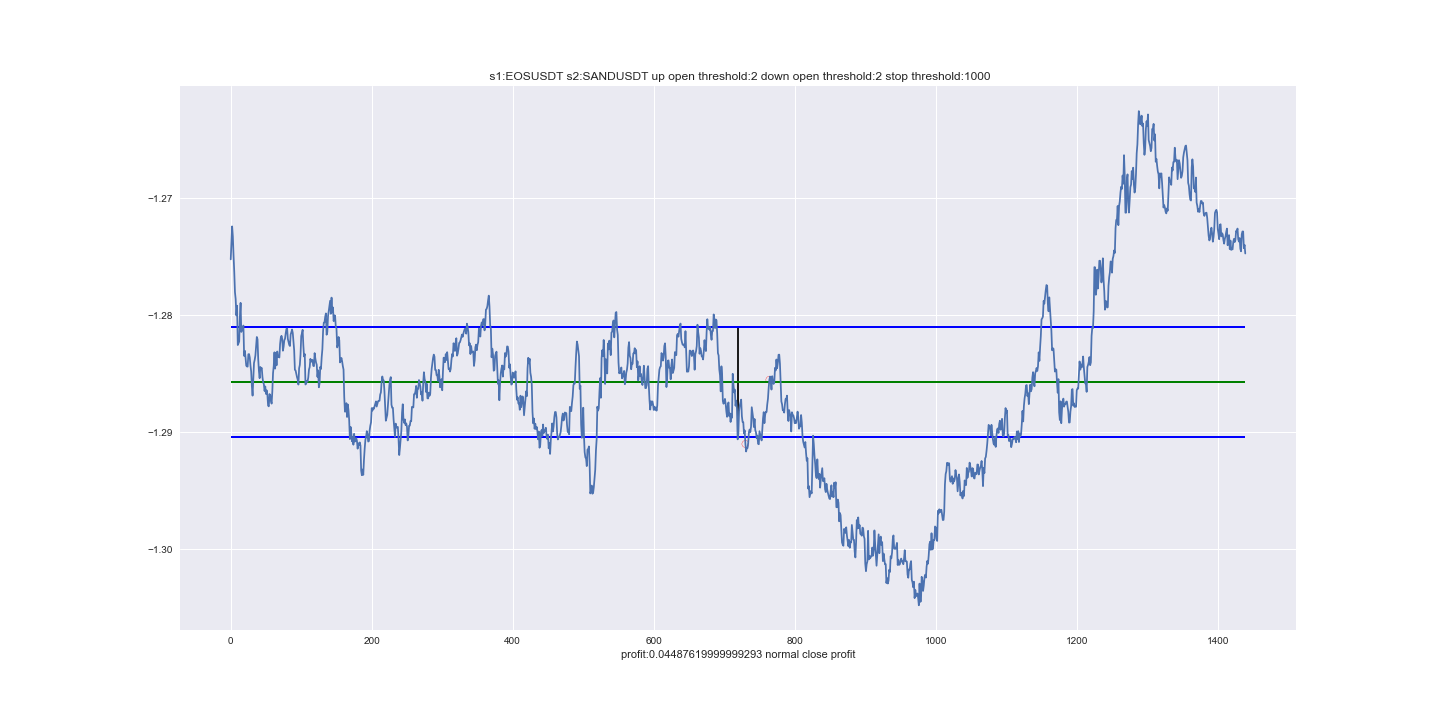 s1:EOSUSDT s2:SANDUSDT up open threshold:2 down open threshold:2 stop threshold:1000
−1.27
−1.28
−1.29
−1.30
0 200 400 600 800 1000 1200 1400
profit:0.04487619999999293 normal close profit